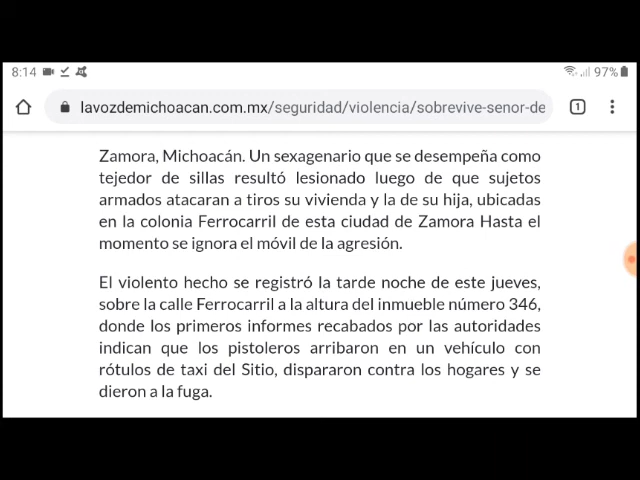 8:14 97%
lavozdemichoacan.com.mx/seguridad/violencia/sobrevive-senor-de 1
Zamora, Michoacán. Un sexagenario que se desempeña como
tejedor de sillas resultó lesionado luego de que sujetos
armados atacaran a tiros su vivienda y la de su hija, ubicadas
en la colonia Ferrocarril de esta ciudad de Zamora Hasta el
momento se ignora el móvil de la agresión.
El violento hecho se registró la tarde noche de este jueves,
sobre la calle Ferrocarril a la altura del inmueble número 346,
donde los primeros informes recabados por las autoridades
indican que los pistoleros arribaron en un vehículo con
rótulos de taxi del Sitio, dispararon contra los hogares y se
dieron a la fuga.